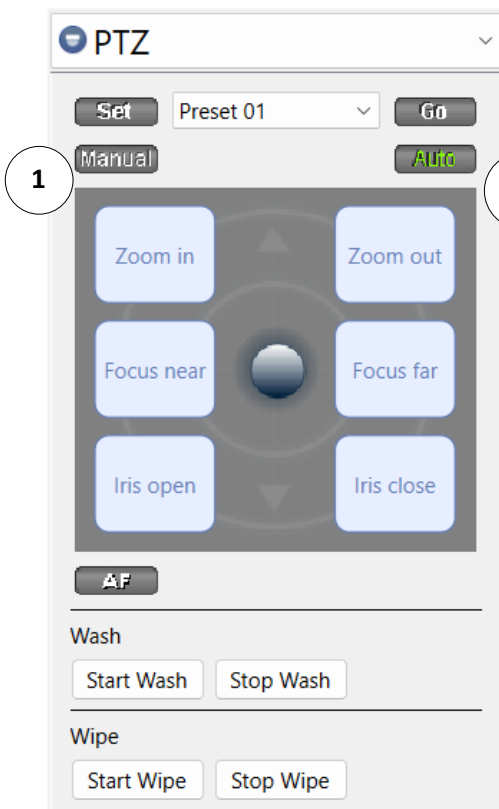 PTZ
Set Preset 01 Go
Manual Auto
1
Zoom in Zoom out
Focus near Focus far
Iris open Iris close
AF
Wash
Start Wash Stop Wash
Wipe
Start Wipe Stop Wipe